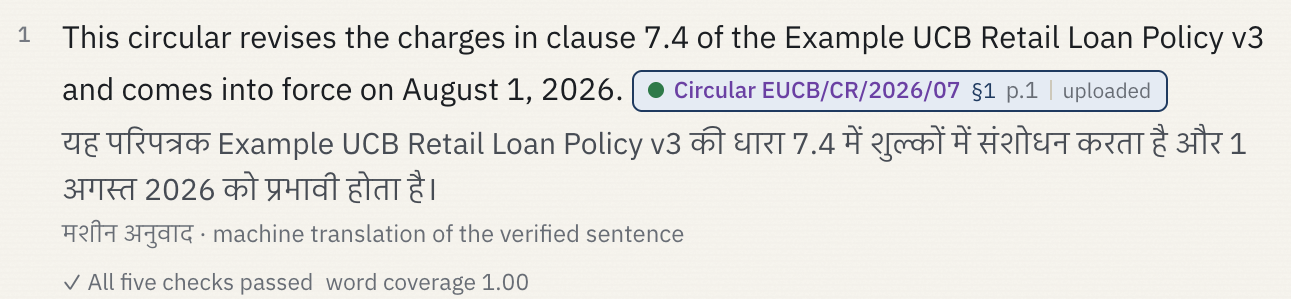 1 This circular revises the charges in clause 7.4 of the Example UCB Retail Loan Policy v3
and comes into force on August 1, 2026. Circular EUCB/CR/2026/07 §1 p.1 | uploaded
यह परिपत्रक Example UCB Retail Loan Policy v3 की धारा 7.4 में शुल्कों में संशोधन करता है और 1
अगस्त 2026 को प्रभावी होता है।
मशीन अनुवाद · machine translation of the verified sentence
✓ All five checks passed word coverage 1.00